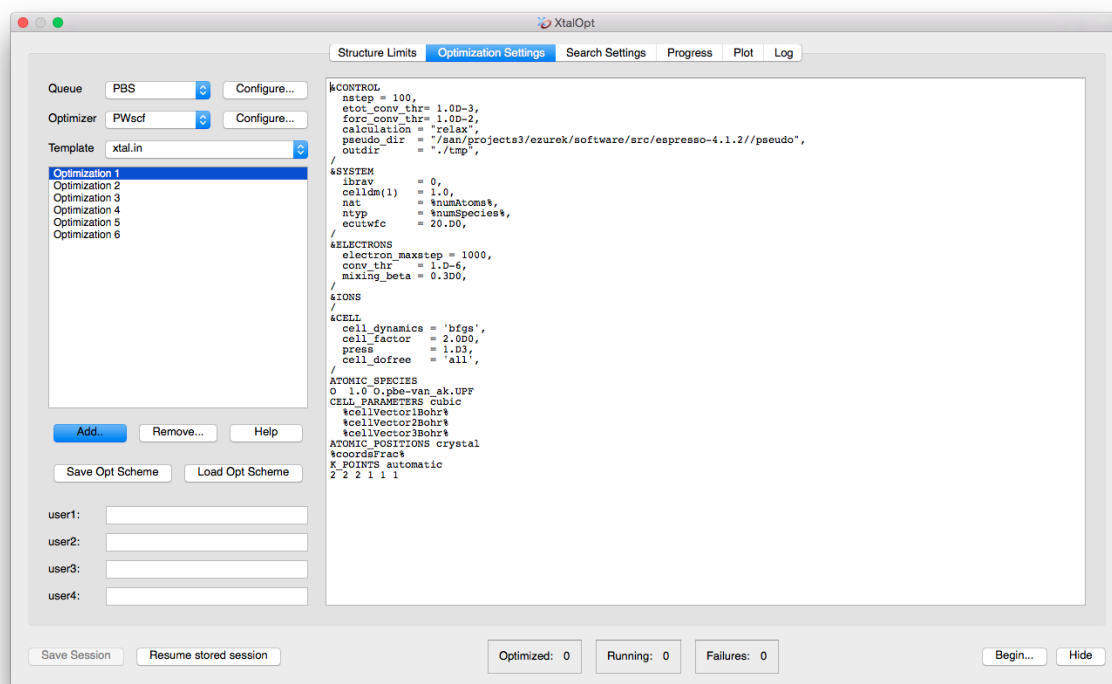 XtalOpt
Structure Limits Optimization Settings Search Settings Progress Plot Log
Queue PBS Configure...
Optimizer PWscf Configure...
Template xtal.in
Optimization 1
Optimization 2
Optimization 3
Optimization 4
Optimization 5
Optimization 6
Add.. Remove... Help
Save Opt Scheme Load Opt Scheme
user1:
user2:
user3:
user4:
&CONTROL
nstep = 100,
etot_conv_thr= 1.0D-3,
forc_conv_thr= 1.0D-2,
calculation = "relax",
pseudo_dir = "/san/projects3/ezurek/software/src/espresso-4.1.2//pseudo",
outdir = "./tmp",
/
&SYSTEM
ibrav = 0,
celldm(1) = 1.0,
nat = %numAtoms%,
ntyp = %numSpecies%,
ecutwfc = 20.D0,
/
&ELECTRONS
electron_maxstep = 1000,
conv_thr = 1.D-6,
mixing_beta = 0.3D0,
/
&IONS
/
&CELL
cell_dynamics = 'bfgs',
cell_factor = 2.0D0,
press = 1.D3,
cell_dofree = 'all',
/
ATOMIC_SPECIES
O 1.0 O.pbe-van_ak.UPF
CELL_PARAMETERS cubic
%cellVector1Bohr%
%cellVector2Bohr%
%cellVector3Bohr%
ATOMIC_POSITIONS crystal
%coordsFrac%
K_POINTS automatic
2 2 2 1 1 1
Save Session Resume stored session Optimized: 0 Running: 0 Failures: 0 Begin... Hide